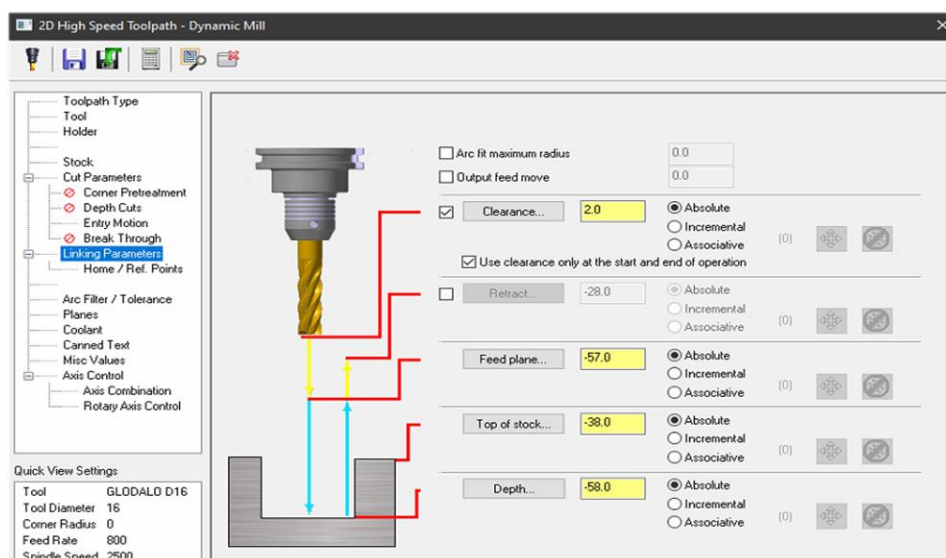 2D High Speed Toolpath - Dynamic Mill
Toolpath Type
Tool
Holder
Stock
Cut Parameters
Corner Pretreatment
Depth Cuts
Entry Motion
Break Through
Linking Parameters
Home / Ref. Points
Arc Filter / Tolerance
Planes
Coolant
Canned Text
Misc Values
Axis Control
Axis Combination
Rotary Axis Control
Quick View Settings
Tool GLODALO D16
Tool Diameter 16
Corner Radius 0
Feed Rate 800
Spindle Speed 2500
Arc fit maximum radius 0.0
Output feed move 0.0
Clearance... 2.0 Absolute
Incremental
Associative (0)
Use clearance only at the start and end of operation
Retract... -28.0 Absolute
Incremental
Associative (0)
Feed plane... -57.0 Absolute
Incremental
Associative (0)
Top of stock... -38.0 Absolute
Incremental
Associative (0)
Depth... -58.0 Absolute
Incremental
Associative (0)